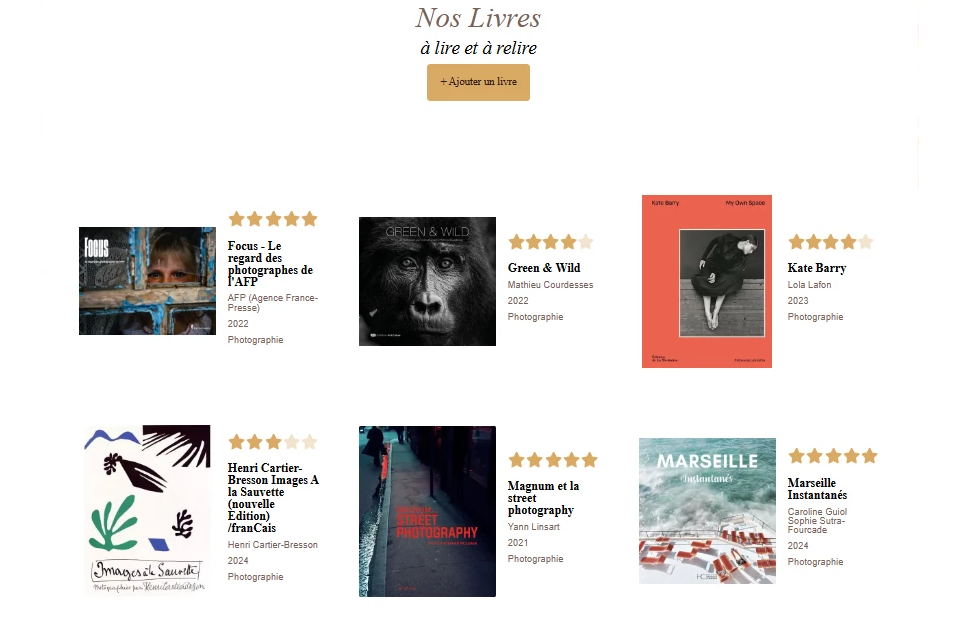 Nos Livres
à lire et à relire
+ Ajouter un livre
FOCUS
Focus - Le
regard des
photographes de
l'AFP
AFP (Agence France-
Presse)
2022
Photographie
GREEN & WILD
Green & Wild
Mathieu Courdesses
2022
Photographie
Kate Barry
My Own Space
Kate Barry
Lola Lafon
2023
Photographie
Images à la Sauvette
Henri Cartier-
Bresson Images A
la Sauvette
(nouvelle
Edition)
/franCais
Henri Cartier-Bresson
2024
Photographie
STREET
PHOTOGRAPHY
Magnum et la
street
photography
Yann Linsart
2021
Photographie
MARSEILLE
Instantanés
Marseille
Instantanés
Caroline Guiol
Sophie Sutra-
Fourcade
2024
Photographie